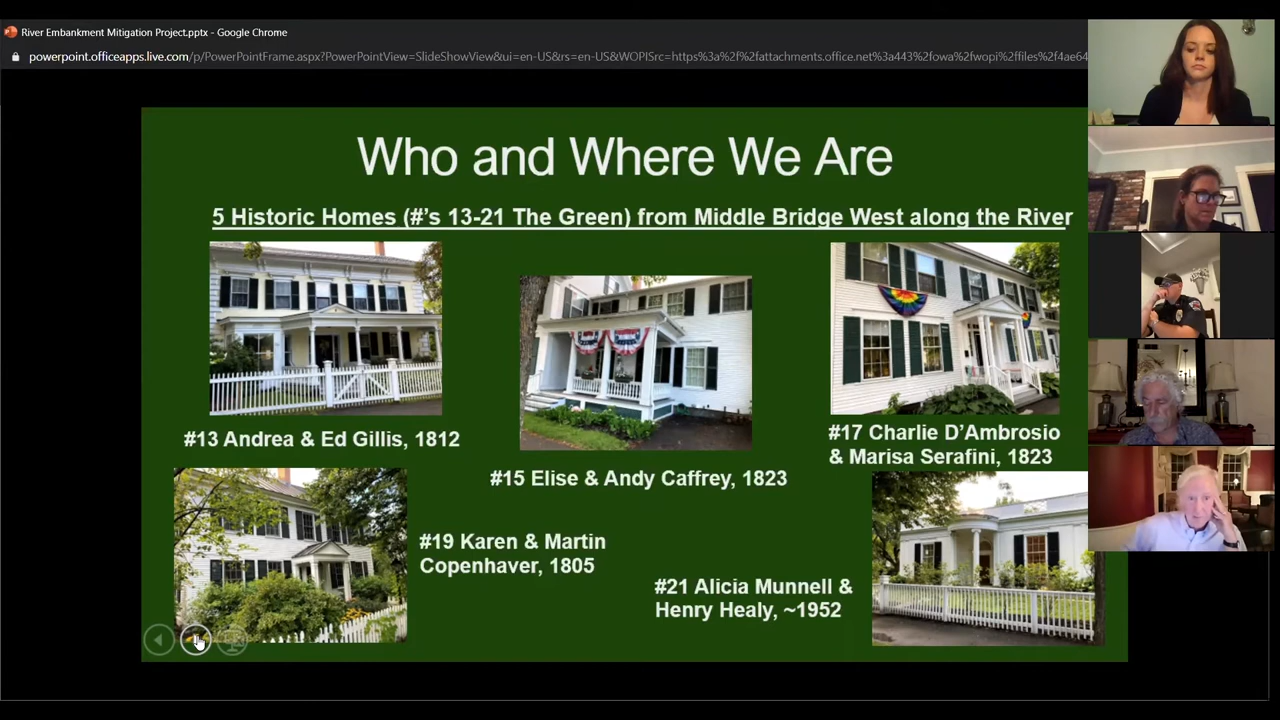 River Embankment Mitigation Project.pptx - Google Chrome
powerpoint.officeapps.live.com/p/PowerPointFrame.aspx?PowerPointView=SlideShowView&ui=en-US&rs=en-US&WOPISrc=https%3a%2f%2fattachments.office.net%3a443%2fowa%2fwopi%2ffiles%2f4ae64
Who and Where We Are
5 Historic Homes (#'s 13-21 The Green) from Middle Bridge West along the River
#13 Andrea & Ed Gillis, 1812
#15 Elise & Andy Caffrey, 1823
#17 Charlie D'Ambrosio
& Marisa Serafini, 1823
#19 Karen & Martin
Copenhaver, 1805
#21 Alicia Munnell &
Henry Healy, ~1952